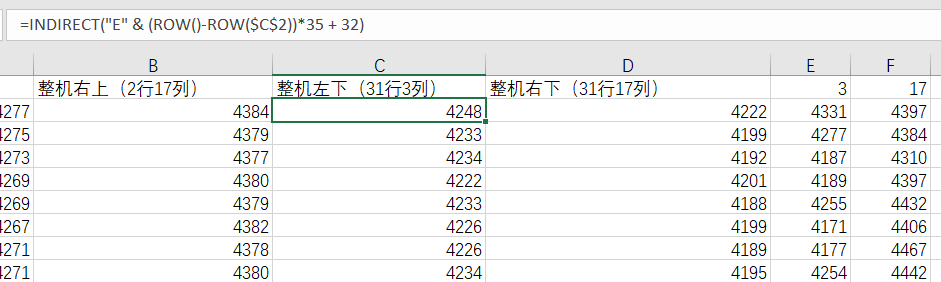 =INDIRECT("E" & (ROW()-ROW($C$2))*35 + 32)
B C D E F
整机右上（2行17列） 整机左下（31行3列） 整机右下（31行17列） 3 17
4277 4384 4248 4222 4331 4397
4275 4379 4233 4199 4277 4384
4273 4377 4234 4192 4187 4310
4269 4380 4222 4201 4189 4397
4269 4379 4233 4188 4255 4432
4267 4382 4226 4199 4171 4406
4271 4378 4226 4189 4177 4467
4271 4380 4234 4195 4254 4442